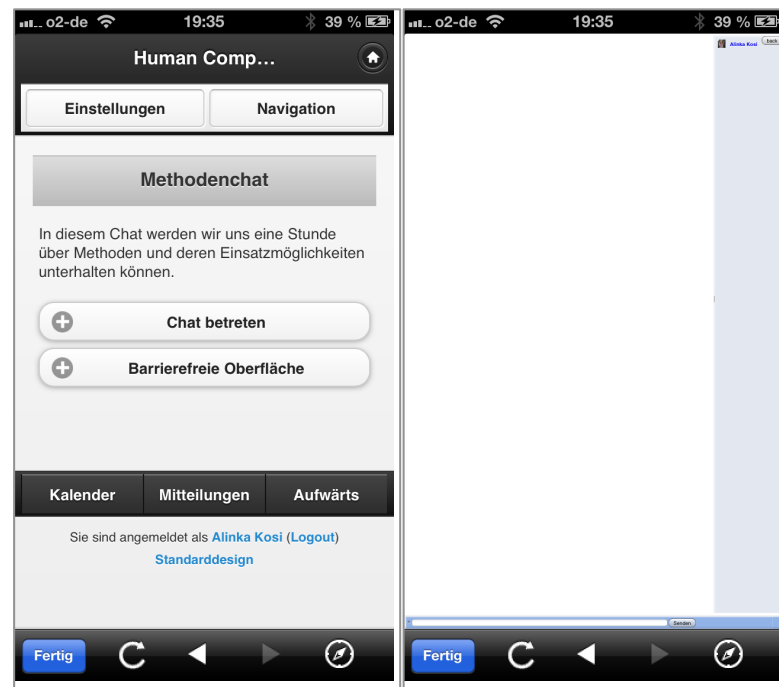 o2-de 19:35 39 %
Human Comp...
Einstellungen Navigation
Methodenchat
In diesem Chat werden wir uns eine Stunde
über Methoden und deren Einsatzmöglichkeiten
unterhalten können.
Chat betreten
Barrierefreie Oberfläche
Kalender Mitteilungen Aufwärts
Sie sind angemeldet als Alinka Kosi (Logout)
Standarddesign
Fertig
o2-de 19:35 39 %
Alinka Kosi back
Senden
Fertig